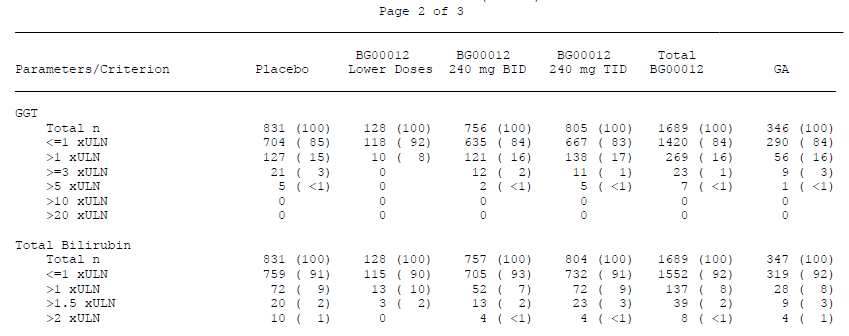 Page 2 of 3
BG00012 BG00012 BG00012 Total
Parameters/Criterion Placebo Lower Doses 240 mg BID 240 mg TID BG00012 GA
GGT
Total n 831 (100) 128 (100) 756 (100) 805 (100) 1689 (100) 346 (100)
<=1 xULN 704 ( 85) 118 ( 92) 635 ( 84) 667 ( 83) 1420 ( 84) 290 ( 84)
>1 xULN 127 ( 15) 10 ( 8) 121 ( 16) 138 ( 17) 269 ( 16) 56 ( 16)
>=3 xULN 21 ( 3) 0 12 ( 2) 11 ( 1) 23 ( 1) 9 ( 3)
>5 xULN 5 ( <1) 0 2 ( <1) 5 ( <1) 7 ( <1) 1 ( <1)
>10 xULN 0 0 0 0 0 0
>20 xULN 0 0 0 0 0 0
Total Bilirubin
Total n 831 (100) 128 (100) 757 (100) 804 (100) 1689 (100) 347 (100)
<=1 xULN 759 ( 91) 115 ( 90) 705 ( 93) 732 ( 91) 1552 ( 92) 319 ( 92)
>1 xULN 72 ( 9) 13 ( 10) 52 ( 7) 72 ( 9) 137 ( 8) 28 ( 8)
>1.5 xULN 20 ( 2) 3 ( 2) 13 ( 2) 23 ( 3) 39 ( 2) 9 ( 3)
>2 xULN 10 ( 1) 0 4 ( <1) 4 ( <1) 8 ( <1) 4 ( 1)